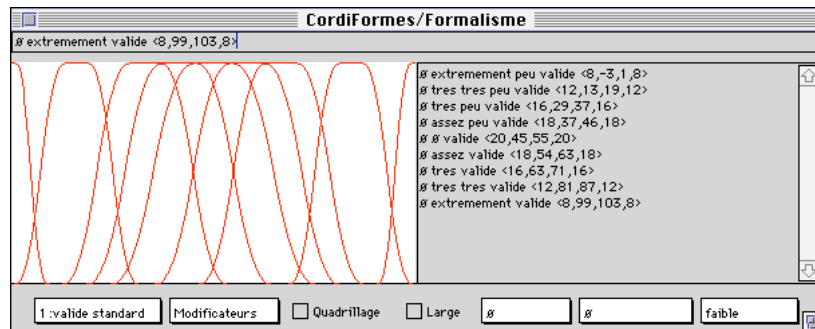 CordiFormes/Formalisme
ø extremement valide <8,99,103,8>
ø extremement peu valide <8,-3,1,8>
ø tres tres peu valide <12,13,19,12>
ø tres peu valide <16,29,37,16>
ø assez peu valide <18,37,46,18>
ø ø valide <20,45,55,20>
ø assez valide <18,54,63,18>
ø tres valide <16,63,71,16>
ø tres tres valide <12,81,87,12>
ø extremement valide <8,99,103,8>
1 :valide standard Modificateurs Quadrillage Large ø ø faible